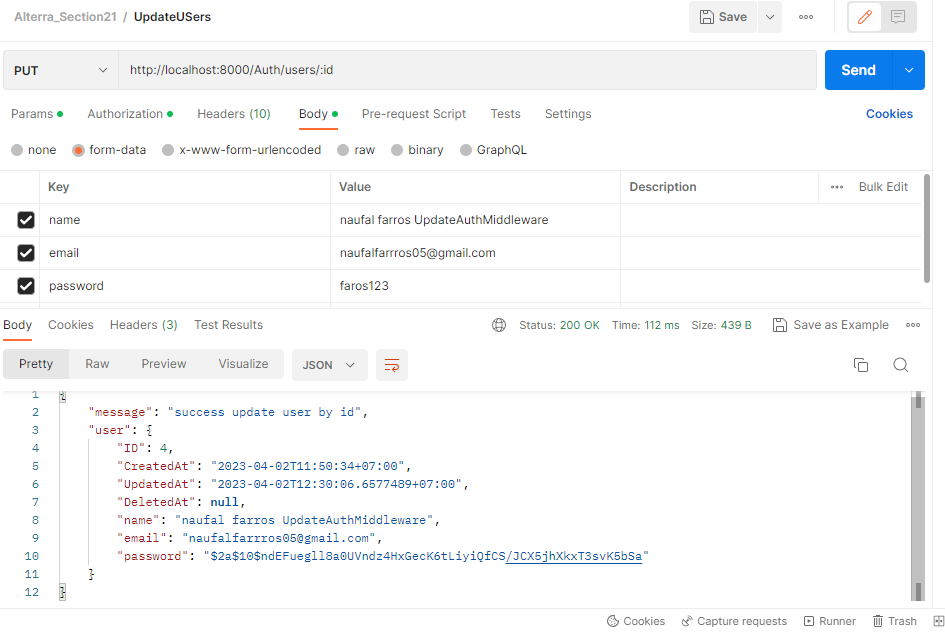 Alterra_Section21 / UpdateUSers
Save
PUT http://localhost:8000/Auth/users/:id Send
Params Authorization Headers (10) Body Pre-request Script Tests Settings Cookies
none form-data x-www-form-urlencoded raw binary GraphQL
Key Value Description Bulk Edit
name naufal farros UpdateAuthMiddleware
email naufalfarrros05@gmail.com
password faros123
Body Cookies Headers (3) Test Results Status: 200 OK Time: 112 ms Size: 439 B Save as Example
Pretty Raw Preview Visualize JSON
1 {
2 "message": "success update user by id",
3 "user": {
4 "ID": 4,
5 "CreatedAt": "2023-04-02T11:50:34+07:00",
6 "UpdatedAt": "2023-04-02T12:30:06.6577489+07:00",
7 "DeletedAt": null,
8 "name": "naufal farros UpdateAuthMiddleware",
9 "email": "naufalfarrros05@gmail.com",
10 "password": "$2a$10$ndEFuegll8a0UVndz4HxGecK6tLiyiQfCS/JCX5jhXkxT3svK5bSa"
11 }
12 }
Cookies Capture requests Runner Trash